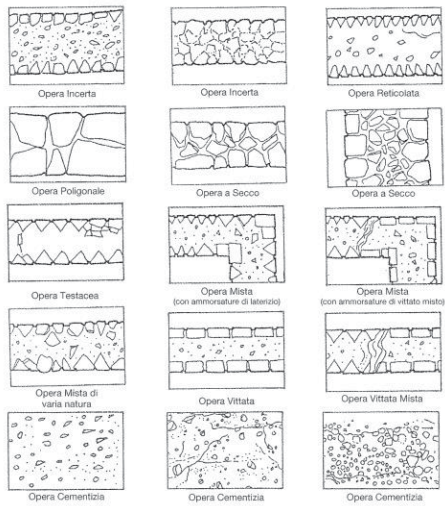 Opera Incerta
Opera Incerta
Opera Reticolata
Opera Poligonale
Opera a Secco
Opera a Secco
Opera Testacea
Opera Mista
(con ammorsature di laterizio)
Opera Mista
(con ammorsature di vittato misto)
Opera Mista di
varia natura
Opera Vittata
Opera Vittata Mista
Opera Cementizia
Opera Cementizia
Opera Cementizia